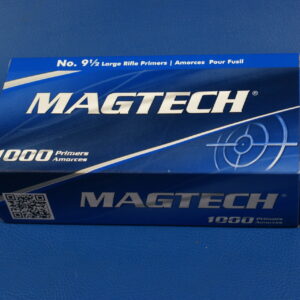 No. 9½ Large Rifle Primers | Amorces Pour Fusil
MAGTECH®
1000 Primers
Amorces
MAGTECH®
1000 Primers
Amorces